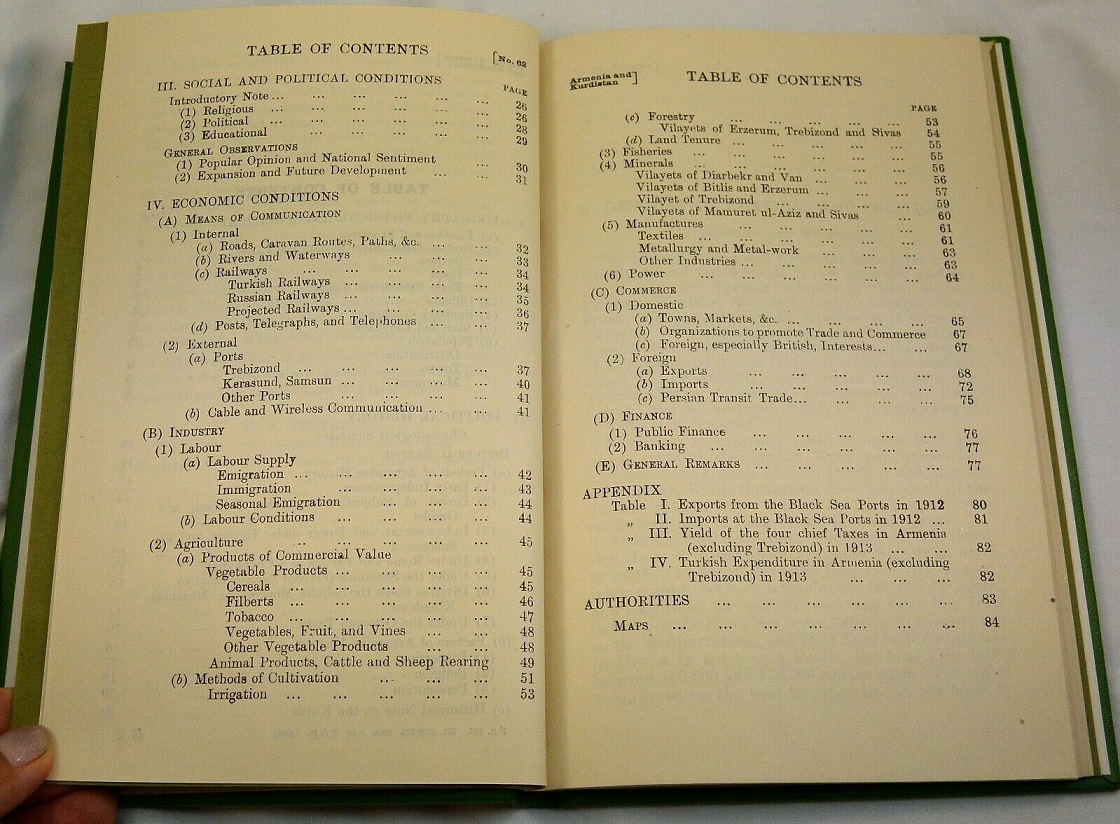 TABLE OF CONTENTS [No. 62
III. SOCIAL AND POLITICAL CONDITIONS
PAGE
Introductory Note ... ... ... ... ... ... 26
(1) Religious ... ... ... ... ... ... 26
(2) Political ... ... ... ... ... ... 28
(3) Educational ... ... ... ... ... 29
GENERAL OBSERVATIONS
(1) Popular Opinion and National Sentiment ... 30
(2) Expansion and Future Development ... ... 31
IV. ECONOMIC CONDITIONS
(A) MEANS OF COMMUNICATION
(1) Internal
(a) Roads, Caravan Routes, Paths, &c. ... ... 32
(b) Rivers and Waterways ... ... ... 33
(c) Railways ... ... ... ... ... 34
Turkish Railways ... ... ... ... 34
Russian Railways ... ... ... ... 35
Projected Railways ... ... ... ... 36
(d) Posts, Telegraphs, and Telephones ... ... 37
(2) External
(a) Ports
Trebizond ... ... ... ... ... 37
Kerasund, Samsun ... ... ... ... 40
Other Ports ... ... ... ... 41
(b) Cable and Wireless Communication ... ... 41
(B) INDUSTRY
(1) Labour
(a) Labour Supply
Emigration ... ... ... ... ... 42
Immigration ... ... ... ... 43
Seasonal Emigration ... ... ... 44
(b) Labour Conditions ... ... ... ... 44
(2) Agriculture ... ... ... ... ... 45
(a) Products of Commercial Value
Vegetable Products ... ... ... ... 45
Cereals ... ... ... ... ... 45
Filberts ... ... ... ... ... 46
Tobacco ... ... ... ... ... 47
Vegetables, Fruit, and Vines ... ... 48
Other Vegetable Products ... ... 48
Animal Products, Cattle and Sheep Rearing 49
(b) Methods of Cultivation ... ... ... 51
Irrigation ... ... ... ... ... 53
Armenia and Kurdistan] TABLE OF CONTENTS
PAGE
(c) Forestry ... ... ... ... ... 53
Vilayets of Erzerum, Trebizond and Sivas 54
(d) Land Tenure ... ... ... ... ... 55
(3) Fisheries ... ... ... ... ... ... 55
(4) Minerals ... ... ... ... ... ... 56
Vilayets of Diarbekr and Van ... ... ... 56
Vilayets of Bitlis and Erzerum ... ... ... 57
Vilayet of Trebizond ... ... ... ... 59
Vilayets of Mamuret ul-Aziz and Sivas ... 60
(5) Manufactures ... ... ... ... ... 61
Textiles ... ... ... ... ... ... 61
Metallurgy and Metal-work ... ... ... 63
Other Industries ... ... ... ... ... 63
(6) Power ... ... ... ... ... ... 64
(C) COMMERCE
(1) Domestic
(a) Towns, Markets, &c. ... ... ... ... 65
(b) Organizations to promote Trade and Commerce 67
(c) Foreign, especially British, Interests... ... 67
(2) Foreign
(a) Exports ... ... ... ... ... 68
(b) Imports ... ... ... ... ... 72
(c) Persian Transit Trade... ... ... ... 75
(D) FINANCE
(1) Public Finance ... ... ... ... ... 76
(2) Banking ... ... ... ... ... ... 77
(E) GENERAL REMARKS ... ... ... ... ... 77
APPENDIX
Table I. Exports from the Black Sea Ports in 1912 80
„ II. Imports at the Black Sea Ports in 1912 ... 81
„ III. Yield of the four chief Taxes in Armenia
(excluding Trebizond) in 1913 ... ... 82
„ IV. Turkish Expenditure in Armenia (excluding
Trebizond) in 1913 ... ... ... 82
AUTHORITIES ... ... ... ... ... ... 83
MAPS ... ... ... ... ... ... ... 84